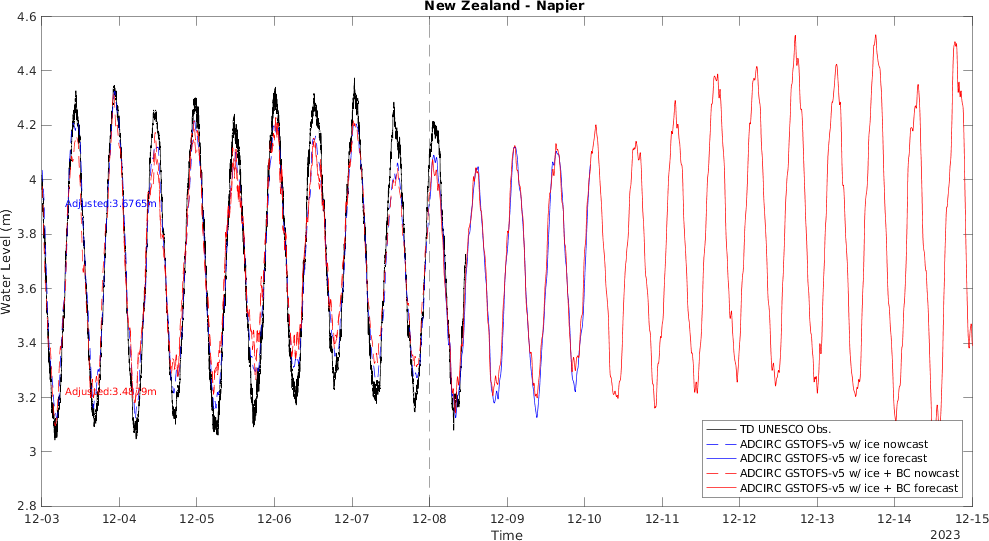 New Zealand - Napier
4.6
4.4
4.2
4
3.8
3.6
3.4
3.2
3
2.8
Water Level (m)
Adjusted:3.6765m
Adjusted:3.4839m
TD UNESCO Obs.
ADCIRC GSTOFS-v5 w/ ice nowcast
ADCIRC GSTOFS-v5 w/ ice forecast
ADCIRC GSTOFS-v5 w/ ice + BC nowcast
ADCIRC GSTOFS-v5 w/ ice + BC forecast
12-03 12-04 12-05 12-06 12-07 12-08 12-09 12-10 12-11 12-12 12-13 12-14 12-15
Time
2023